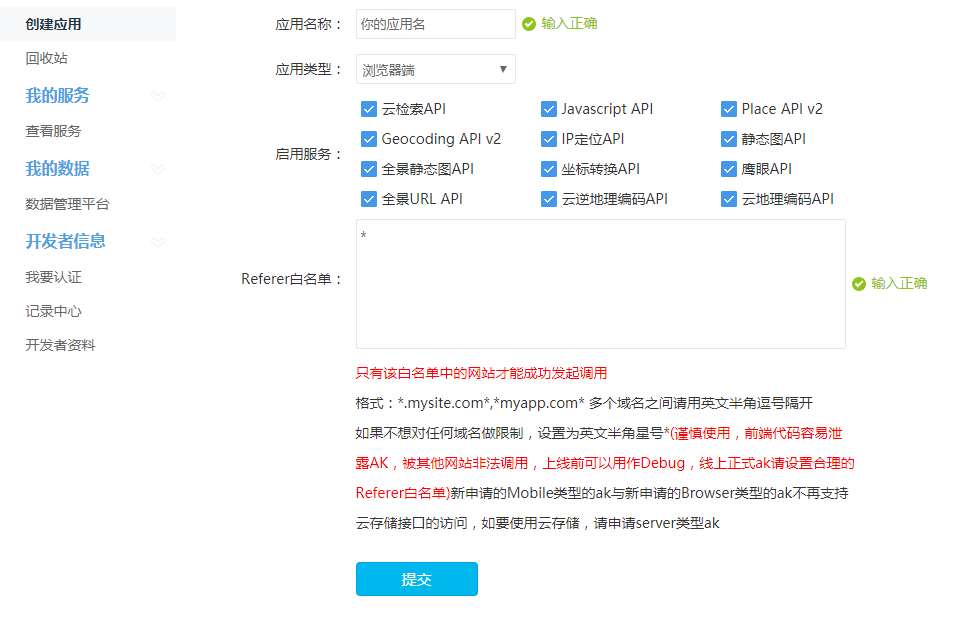 创建应用
回收站
我的服务
查看服务
我的数据
数据管理平台
开发者信息
我要认证
记录中心
开发者资料
应用名称： 你的应用名 输入正确
应用类型： 浏览器端
启用服务：
云检索API Javascript API Place API v2
Geocoding API v2 IP定位API 静态图API
全景静态图API 坐标转换API 鹰眼API
全景URL API 云逆地理编码API 云地理编码API
*
Referer白名单： 输入正确
只有该白名单中的网站才能成功发起调用
格式：*.mysite.com*,*myapp.com* 多个域名之间请用英文半角逗号隔开
如果不想对任何域名做限制，设置为英文半角星号*(谨慎使用，前端代码容易泄
露AK，被其他网站非法调用，上线前可以用作Debug，线上正式ak请设置合理的
Referer白名单)新申请的Mobile类型的ak与新申请的Browser类型的ak不再支持
云存储接口的访问，如要使用云存储，请申请server类型ak
提交